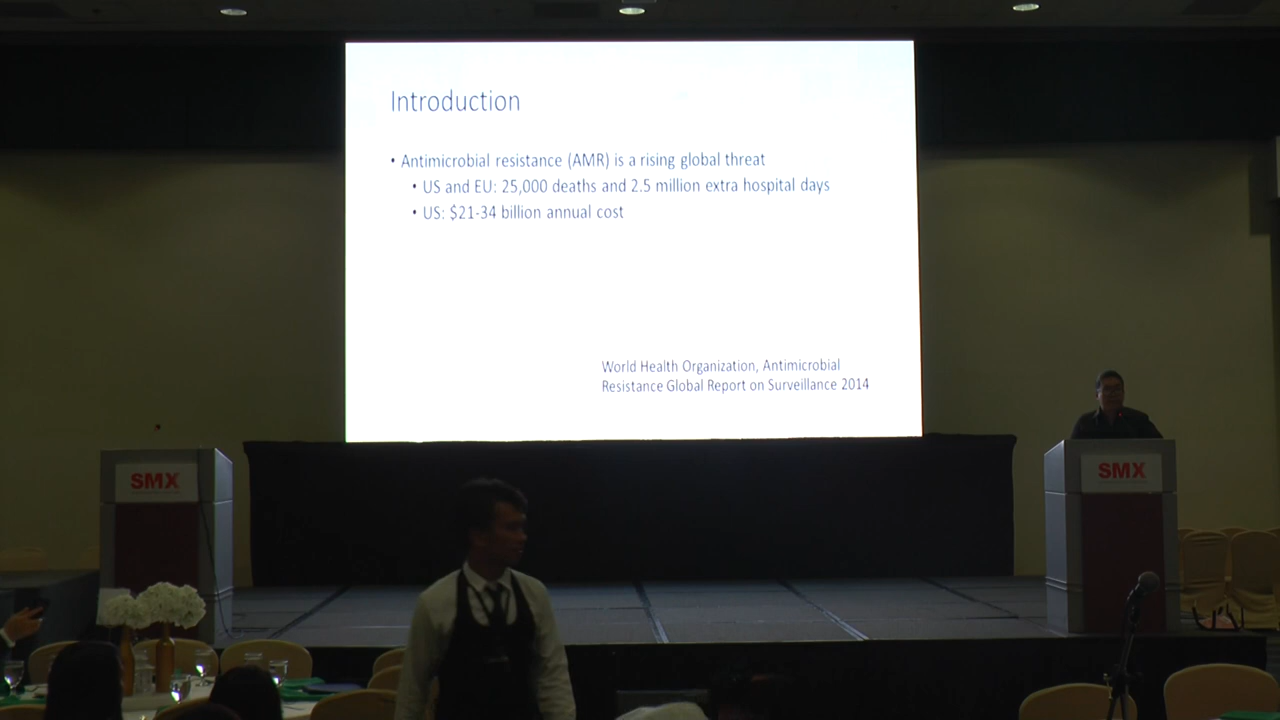 Introduction
• Antimicrobial resistance (AMR) is a rising global threat
• US and EU: 25,000 deaths and 2.5 million extra hospital days
• US: $21-34 billion annual cost
World Health Organization, Antimicrobial
Resistance Global Report on Surveillance 2014
SMX
SMX